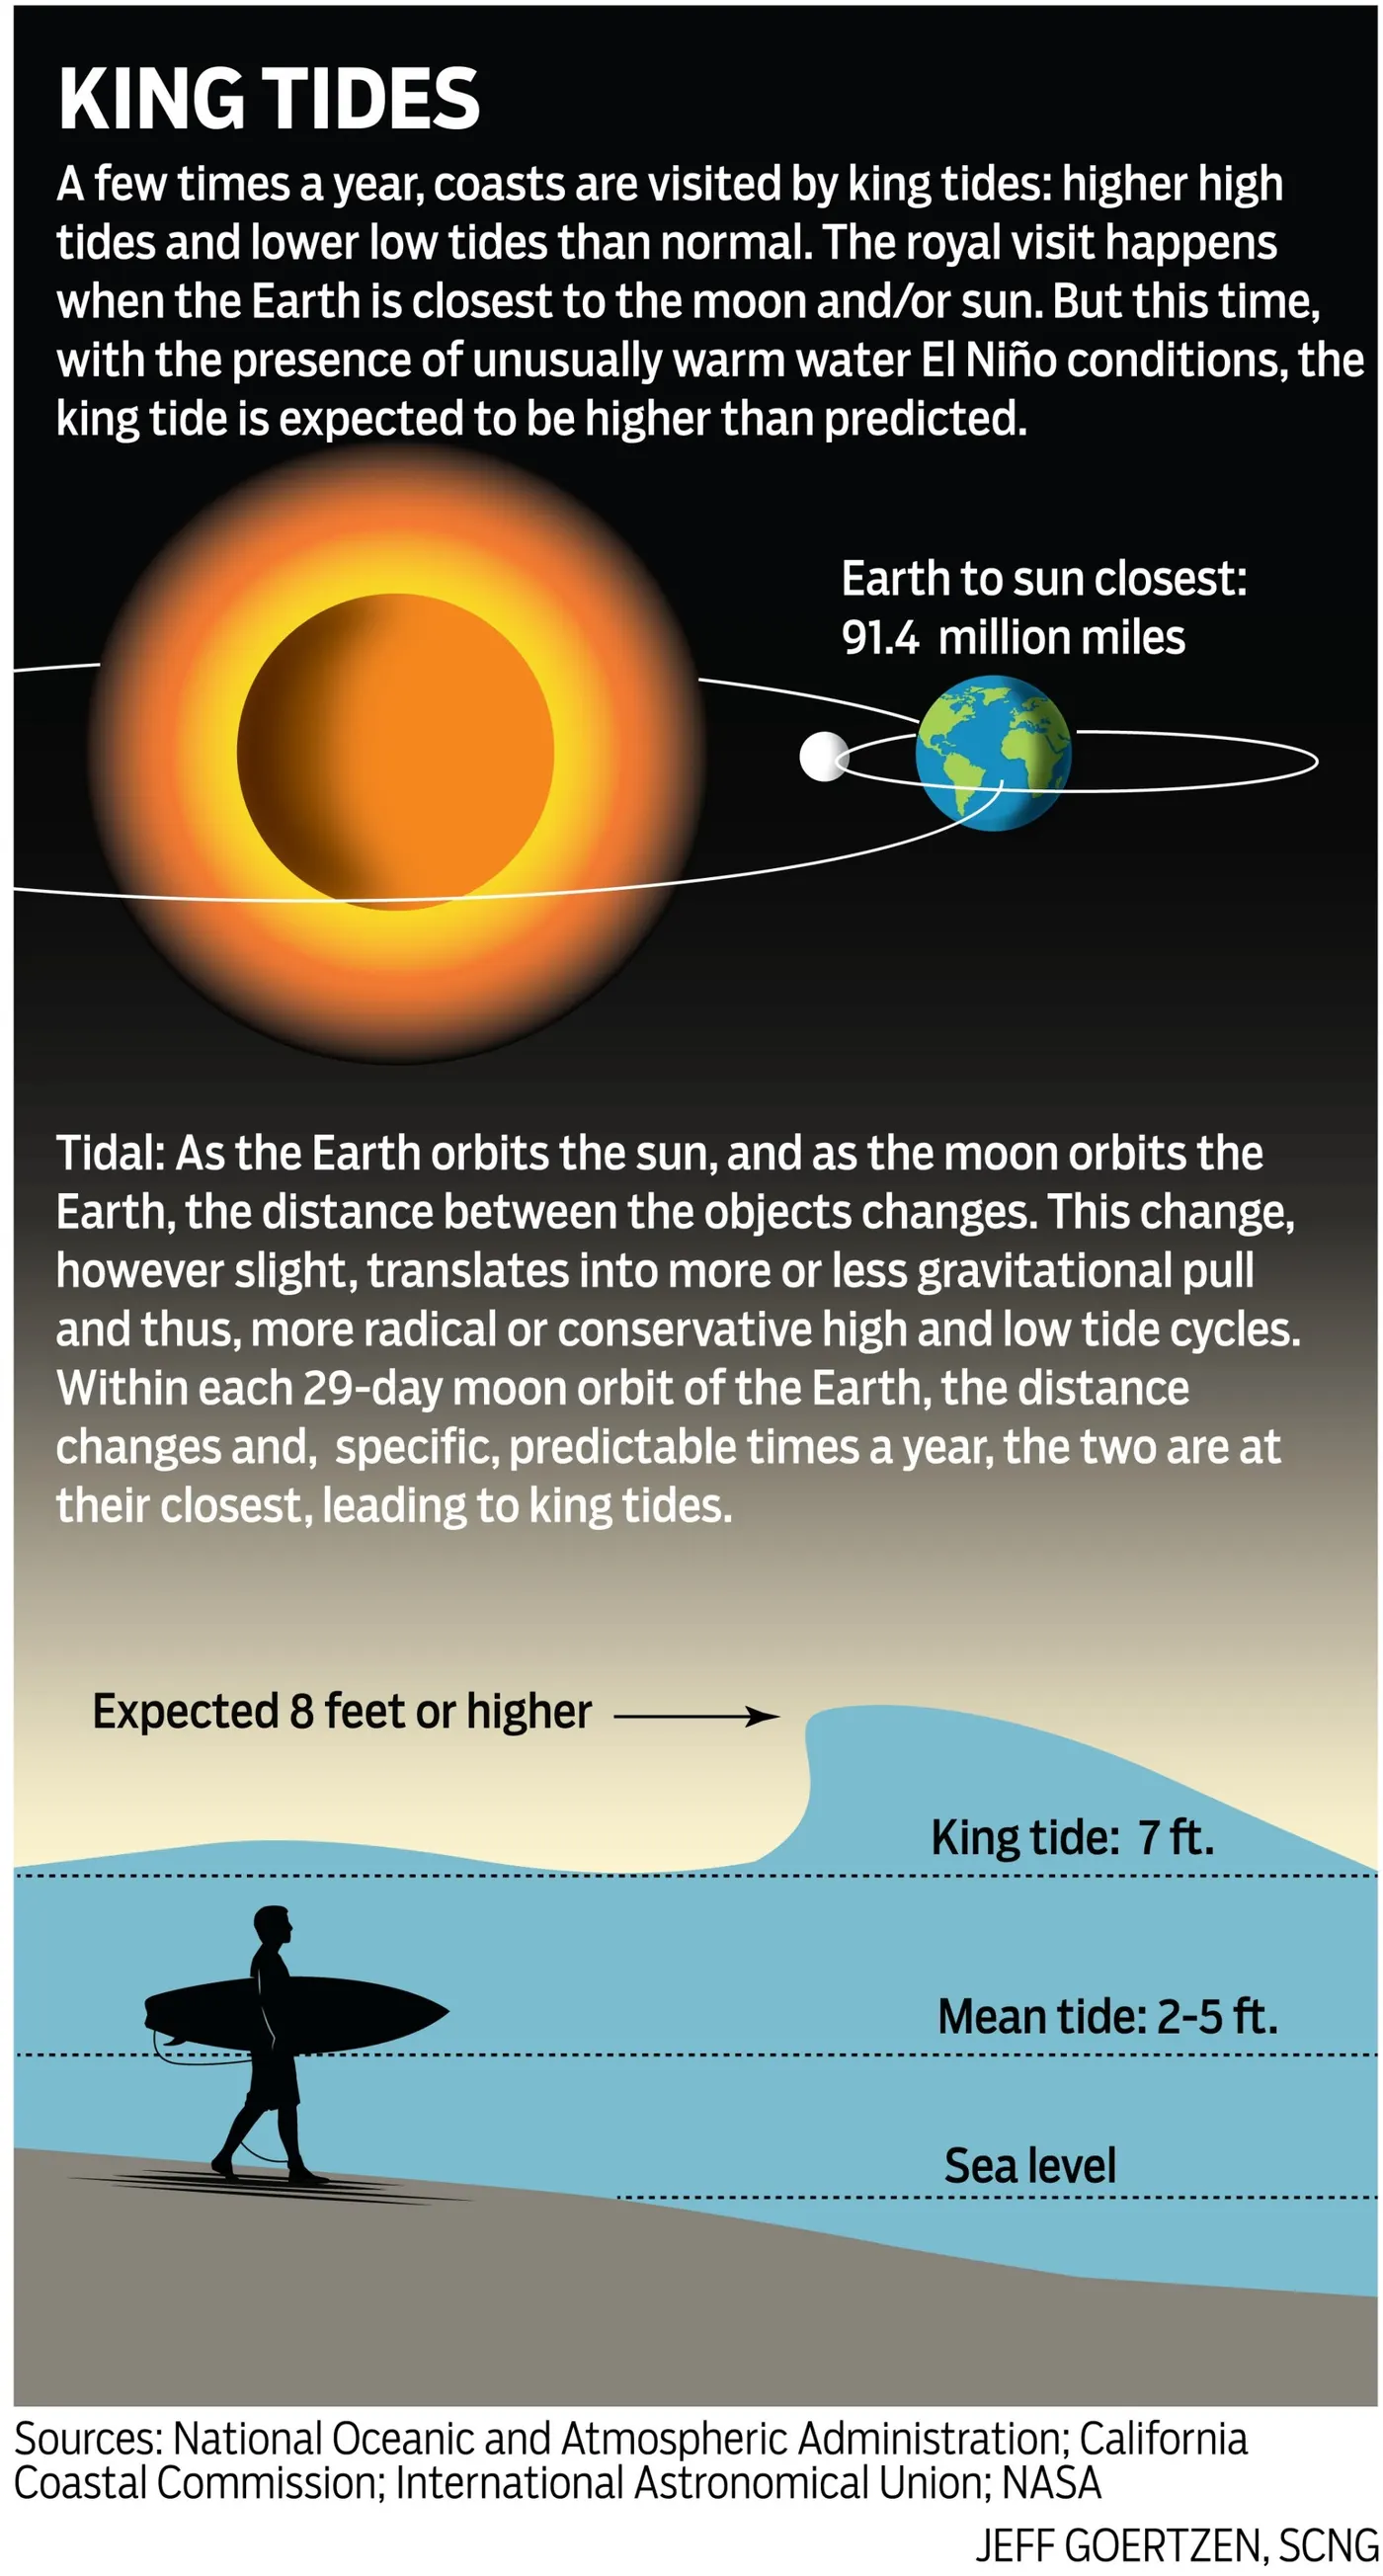 KING TIDES
A few times a year, coasts are visited by king tides: higher high
tides and lower low tides than normal. The royal visit happens
when the Earth is closest to the moon and/or sun. But this time,
with the presence of unusually warm water El Niño conditions, the
king tide is expected to be higher than predicted.
Earth to sun closest:
91.4 million miles
Tidal: As the Earth orbits the sun, and as the moon orbits the
Earth, the distance between the objects changes. This change,
however slight, translates into more or less gravitational pull
and thus, more radical or conservative high and low tide cycles.
Within each 29-day moon orbit of the Earth, the distance
changes and, specific, predictable times a year, the two are at
their closest, leading to king tides.
Expected 8 feet or higher
King tide: 7 ft.
Mean tide: 2-5 ft.
Sea level
Sources: National Oceanic and Atmospheric Administration; California
Coastal Commission; International Astronomical Union; NASA
JEFF GOERTZEN, SCNG